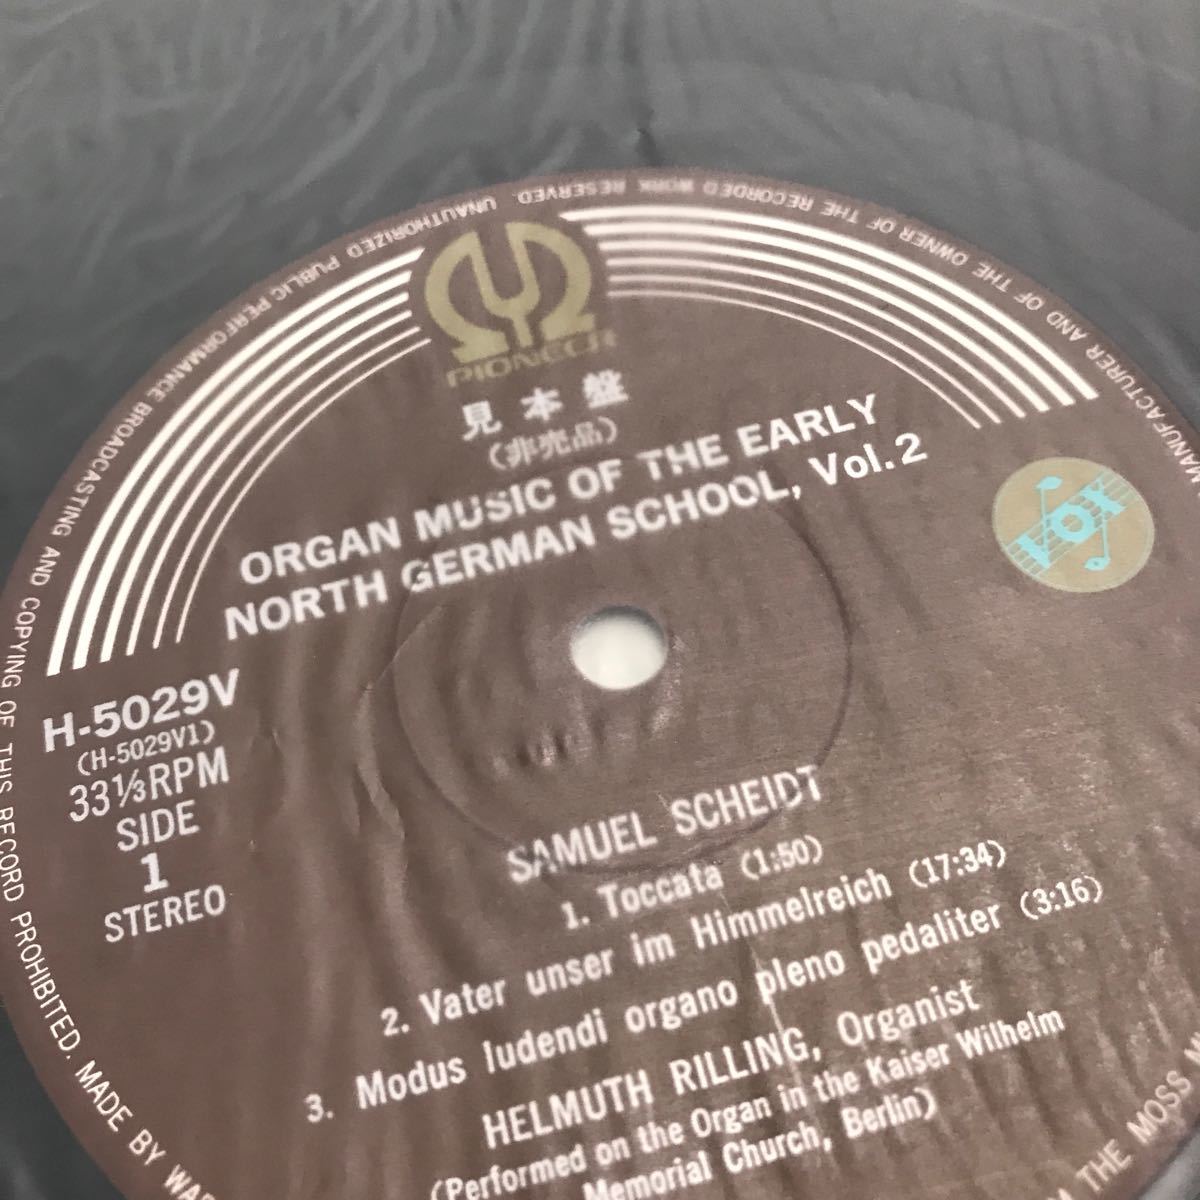 PIONEER
見本盤
(非売品)
ORGAN MUSIC OF THE EARLY
NORTH GERMAN SCHOOL, Vol.2
VOX
H-5029V
(H-5029V1)
33⅓RPM
SIDE
1
STEREO
SAMUEL SCHEIDT
1. Toccata (1:50)
2. Vater unser im Himmelreich (17:34)
3. Modus ludendi organo pleno pedaliter (3:16)
HELMUTH RILLING, Organist
(Performed on the Organ in the Kaiser Wilhelm
Memorial Church, Berlin)
MANUFACTURER AND OF THE OWNER OF THE RECORDED WORK RESERVED. UNAUTHORIZED PUBLIC PERFORMANCE BROADCASTING AND COPYING OF THIS RECORD PROHIBITED. MADE BY
THE MOSS